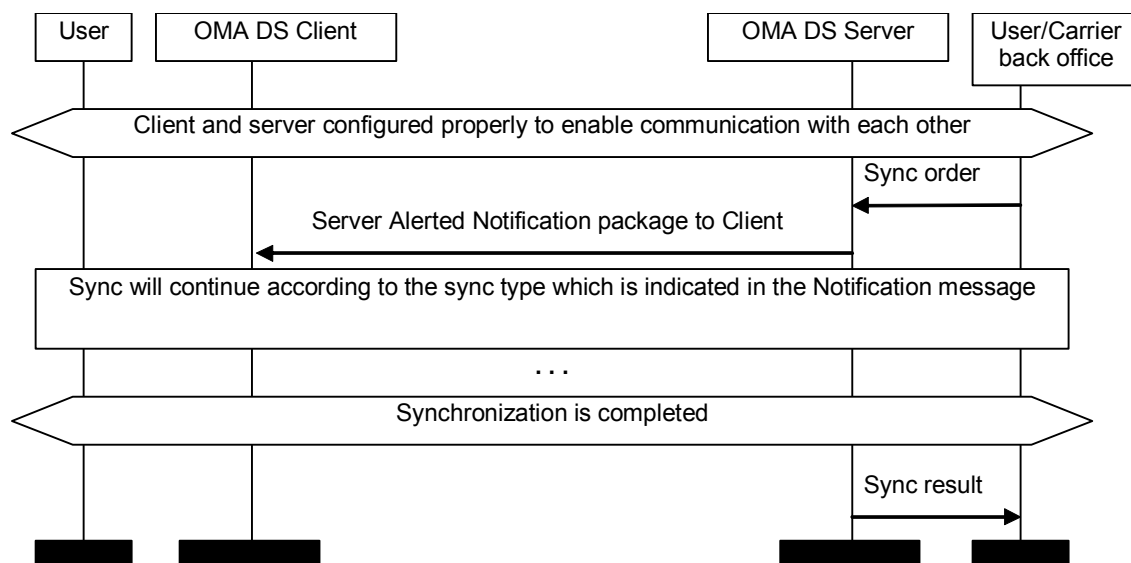 User
OMA DS Client
OMA DS Server
User/Carrier
back office
Client and server configured properly to enable communication with each other
Sync order
Server Alerted Notification package to Client
Sync will continue according to the sync type which is indicated in the Notification message
. . .
Synchronization is completed
Sync result